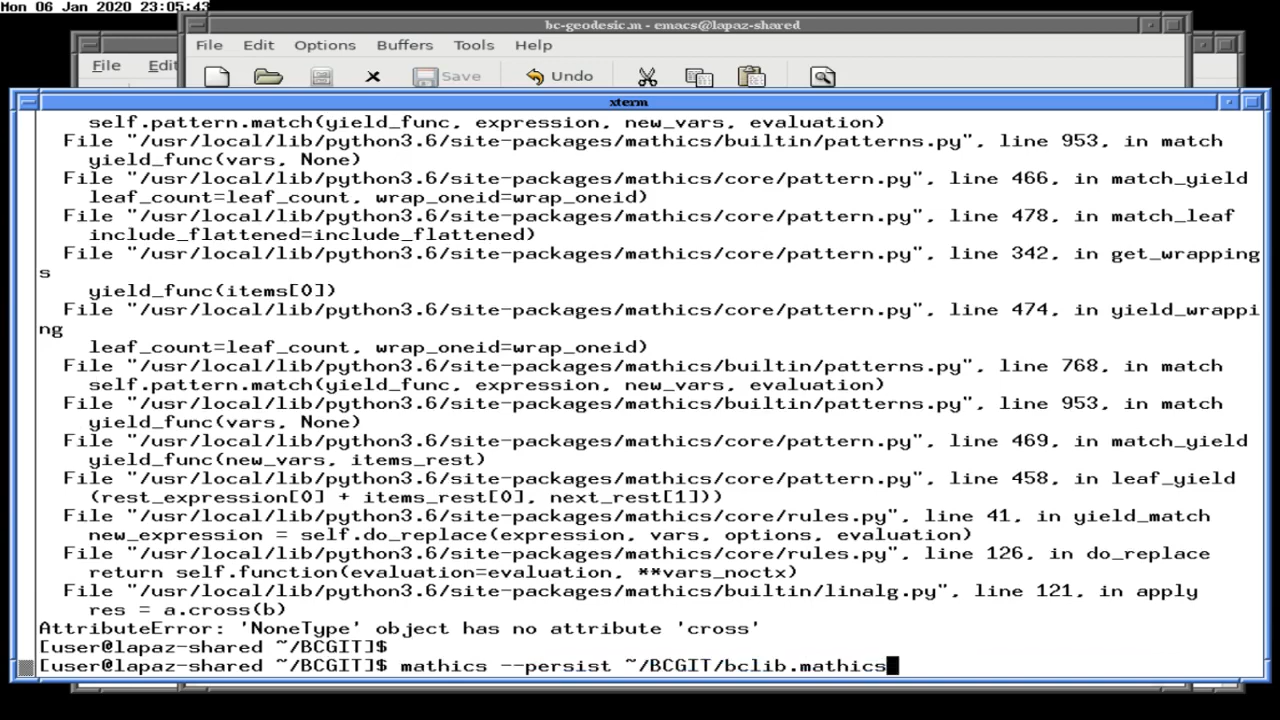 Mon 06 Jan 2020 23:05:43
bc-geodesic.m - emacs@lapaz-shared
File Edit Options Buffers Tools Help
File Edit
Save Undo
xterm
self.pattern.match(yield_func, expression, new_vars, evaluation)
File "/usr/local/lib/python3.6/site-packages/mathics/builtin/patterns.py", line 953, in match
yield_func(vars, None)
File "/usr/local/lib/python3.6/site-packages/mathics/core/pattern.py", line 466, in match_yield
leaf_count=leaf_count, wrap_oneid=wrap_oneid)
File "/usr/local/lib/python3.6/site-packages/mathics/core/pattern.py", line 478, in match_leaf
include_flattened=include_flattened)
File "/usr/local/lib/python3.6/site-packages/mathics/core/pattern.py", line 342, in get_wrapping
s
yield_func(items[0])
File "/usr/local/lib/python3.6/site-packages/mathics/core/pattern.py", line 474, in yield_wrappi
ng
leaf_count=leaf_count, wrap_oneid=wrap_oneid)
File "/usr/local/lib/python3.6/site-packages/mathics/builtin/patterns.py", line 768, in match
self.pattern.match(yield_func, expression, new_vars, evaluation)
File "/usr/local/lib/python3.6/site-packages/mathics/builtin/patterns.py", line 953, in match
yield_func(vars, None)
File "/usr/local/lib/python3.6/site-packages/mathics/core/pattern.py", line 469, in match_yield
yield_func(new_vars, items_rest)
File "/usr/local/lib/python3.6/site-packages/mathics/core/pattern.py", line 458, in leaf_yield
(rest_expression[0] + items_rest[0], next_rest[1]))
File "/usr/local/lib/python3.6/site-packages/mathics/core/rules.py", line 41, in yield_match
new_expression = self.do_replace(expression, vars, options, evaluation)
File "/usr/local/lib/python3.6/site-packages/mathics/core/rules.py", line 126, in do_replace
return self.function(evaluation=evaluation, **vars_noctx)
File "/usr/local/lib/python3.6/site-packages/mathics/builtin/linalg.py", line 121, in apply
res = a.cross(b)
AttributeError: 'NoneType' object has no attribute 'cross'
[user@lapaz-shared ~/BCGIT]$
[user@lapaz-shared ~/BCGIT]$ mathics --persist ~/BCGIT/bclib.mathics